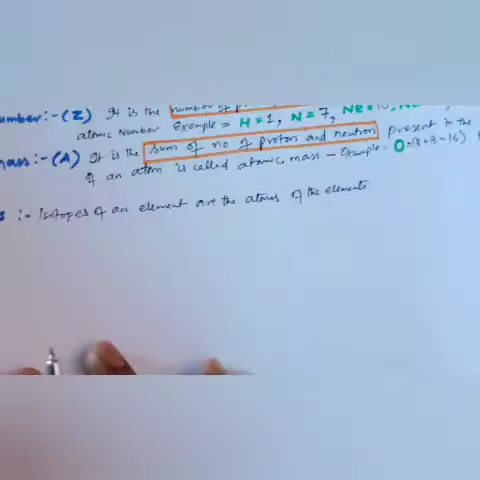 umber:- (Z) It is the number of
atomic Number Example = H = 1, N = 7, Ne =
mass :- (A) It is the sum of no of proton and neutron present in the
of an atom is called atomic mass - Example = O = (8+8 = 16)
s :- Isotopes of an element are the atoms of the elements